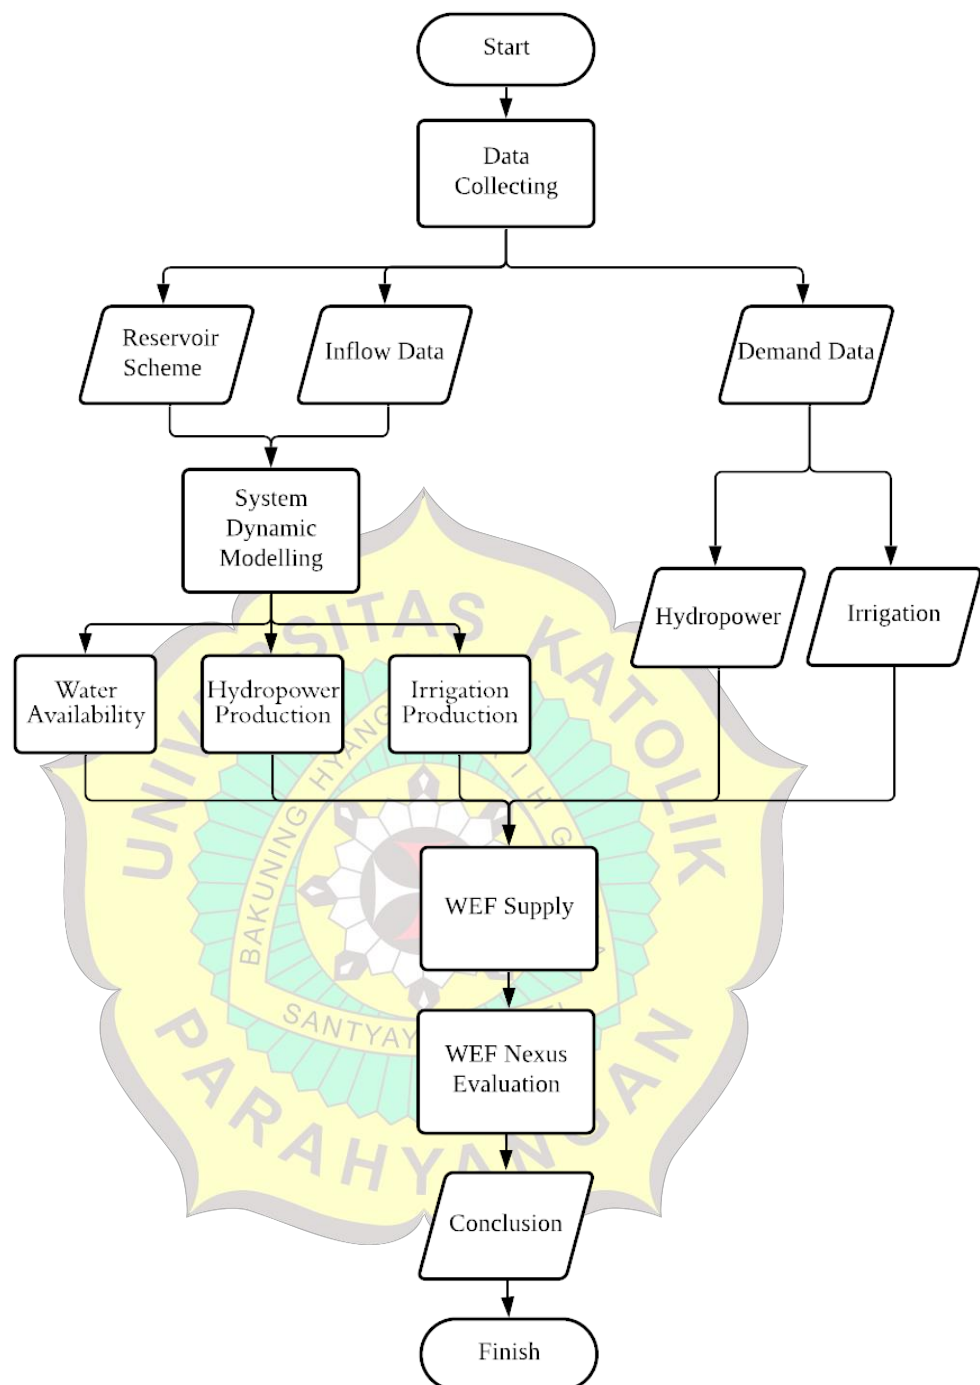 Start
Data
Collecting
Reservoir
Scheme
Inflow Data
Demand Data
System
Dynamic
Modelling
Hydropower
Irrigation
Water
Availability
Hydropower
Production
Irrigation
Production
WEF Supply
WEF Nexus
Evaluation
Conclusion
Finish
UNIVERSITAS KATOLIK
PARAHYANGAN
BAKUNING HYANG
SANTYAY